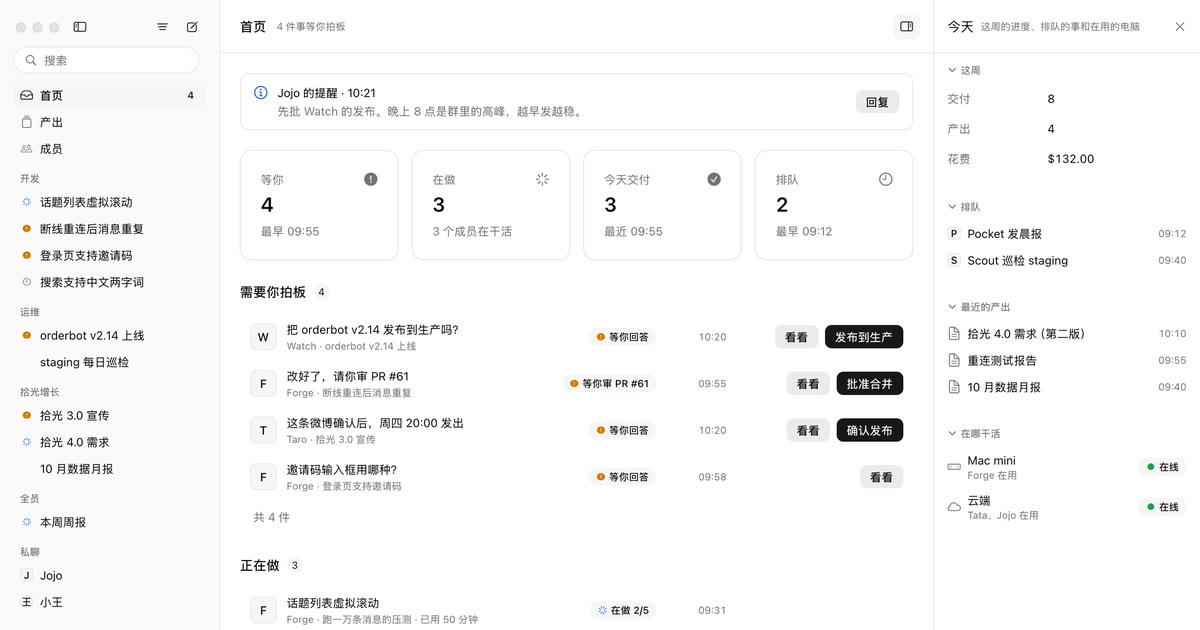 搜索
首页 4
产出
成员
开发
话题列表虚拟滚动
断线重连后消息重复
登录页支持邀请码
搜索支持中文两字词
运维
orderbot v2.14 上线
staging 每日巡检
拾光增长
拾光 3.0 宣传
拾光 4.0 需求
10 月数据月报
全员
本周周报
私聊
J Jojo
王 小王
首页 4 件事等你拍板
Jojo 的提醒 · 10:21
先批 Watch 的发布。晚上 8 点是群里的高峰，越早发越稳。
回复
等你
4
最早 09:55
在做
3
3 个成员在干活
今天交付
3
最近 09:55
排队
2
最早 09:12
需要你拍板 4
W 把 orderbot v2.14 发布到生产吗? 等你回答 10:20 看看 发布到生产
Watch · orderbot v2.14 上线
F 改好了，请你审 PR #61 等你审 PR #61 09:55 看看 批准合并
Forge · 断线重连后消息重复
T 这条微博确认后，周四 20:00 发出 等你回答 10:20 看看 确认发布
Taro · 拾光 3.0 宣传
F 邀请码输入框用哪种? 等你回答 09:58 看看
Forge · 登录页支持邀请码
共 4 件
正在做 3
F 话题列表虚拟滚动 在做 2/5 09:31
Forge · 跑一万条消息的压测 · 已用 50 分钟
今天 这周的进度、排队的事和在用的电脑
这周
交付 8
产出 4
花费 $132.00
排队
P Pocket 发晨报 09:12
S Scout 巡检 staging 09:40
最近的产出
拾光 4.0 需求 (第二版) 10:10
重连测试报告 09:55
10 月数据月报 09:40
在哪干活
Mac mini 在线
Forge 在用
云端 在线
Tata、Jojo 在用